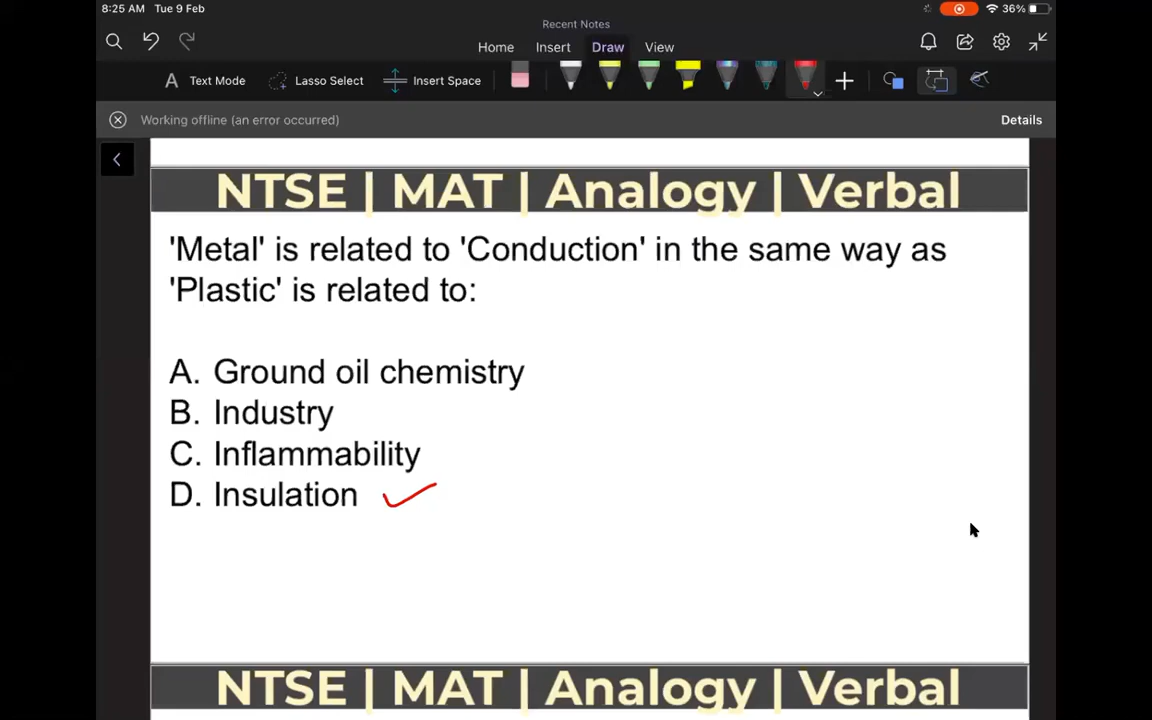 8:25 AM Tue 9 Feb
36%
Recent Notes
Home Insert Draw View
Text Mode Lasso Select Insert Space
Working offline (an error occurred) Details
NTSE | MAT | Analogy | Verbal
'Metal' is related to 'Conduction' in the same way as
'Plastic' is related to:
A. Ground oil chemistry
B. Industry
C. Inflammability
D. Insulation
NTSE | MAT | Analogy | Verbal